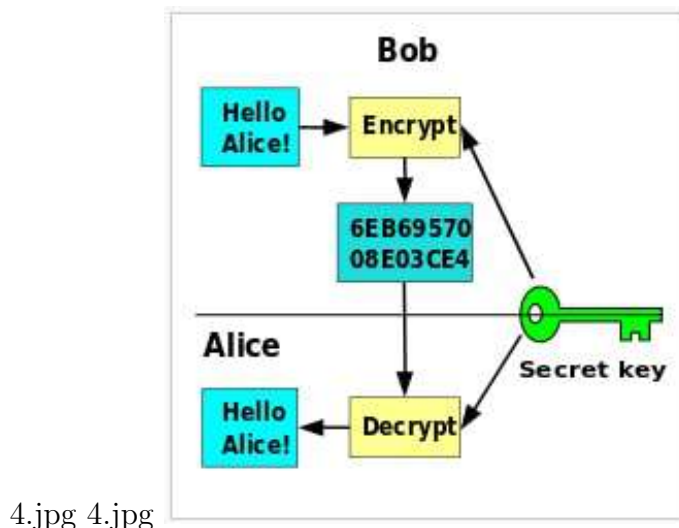 Bob
Hello
Alice!
Encrypt
6EB69570
08E03CE4
Alice
Secret key
Hello
Alice!
Decrypt
4.jpg 4.jpg